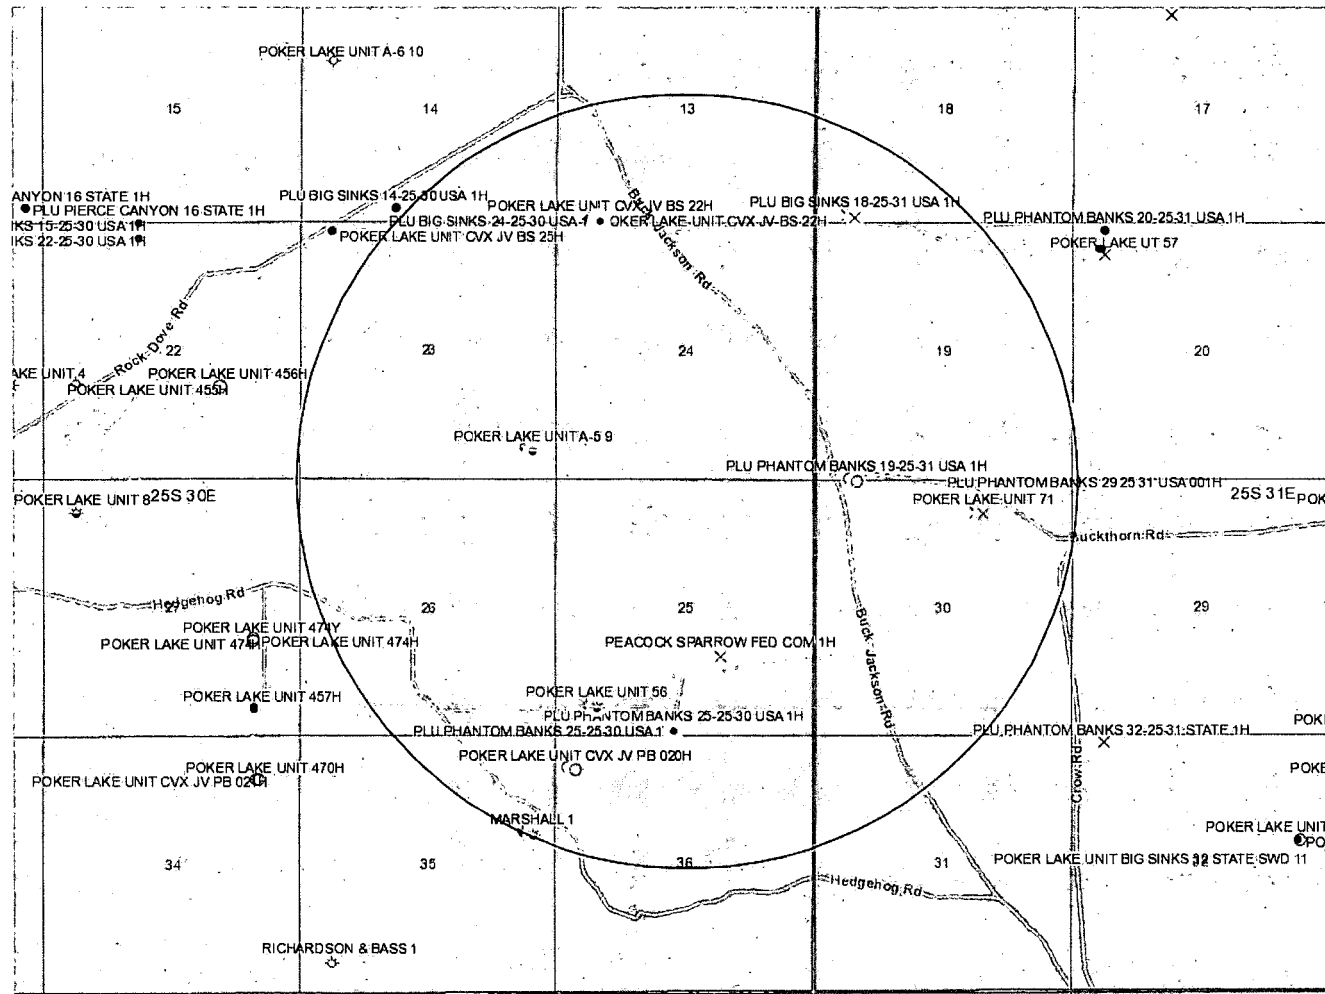 POKER LAKE UNIT A-6 10
15
14
13
18
17
ANYON 16 STATE 1H
PLU PIERCE CANYON 16 STATE 1H
KS 15-25-30 USA 1H
KS 22-25-30 USA 1H
PLU BIG SINKS 14-25-30 USA 1H
POKER LAKE UNIT CVX JV BS 22H
PLU BIG SINKS 18-25-31 USA 1H
PLU BIG SINKS 24-25-30 USA 1
OKER LAKE UNIT CVX JV BS 22H
PLU PHANTOM BANKS 20-25-31 USA 1H
POKER LAKE UNIT CVX JV BS 25H
POKER LAKE UT 57
Buck Jackson Rd
Rock Dove Rd
22
23
24
19
20
AKE UNIT 4
POKER LAKE UNIT 456H
POKER LAKE UNIT 455H
POKER LAKE UNIT A-5 9
PLU PHANTOM BANKS 19-25-31 USA 1H
PLU PHANTOM BANKS 29 25 31 USA 001H
POKER LAKE UNIT 8
25S 30E
POKER LAKE UNIT 71
25S 31E
POK
Buckthorn Rd
Hedgehog Rd
27
26
25
30
29
POKER LAKE UNIT 474Y
POKER LAKE UNIT 474H
POKER LAKE UNIT 474H
PEACOCK SPARROW FED COM 1H
Buck Jackson Rd
POKER LAKE UNIT 457H
POKER LAKE UNIT 56
PLU PHANTOM BANKS 25-25-30 USA 1H
PLU PHANTOM BANKS 25-25-30 USA 1
PLU PHANTOM BANKS 32-25-31 STATE 1H
POK
POKER LAKE UNIT CVX JV PB 020H
POKER LAKE UNIT 470H
POKE
POKER LAKE UNIT CVX JV PB 021H
Crow Rd
MARSHALL 1
POKER LAKE UNIT
PO
34
35
36
31
32
POKER LAKE UNIT BIG SINKS 32 STATE SWD 11
Hedgehog Rd
RICHARDSON & BASS 1